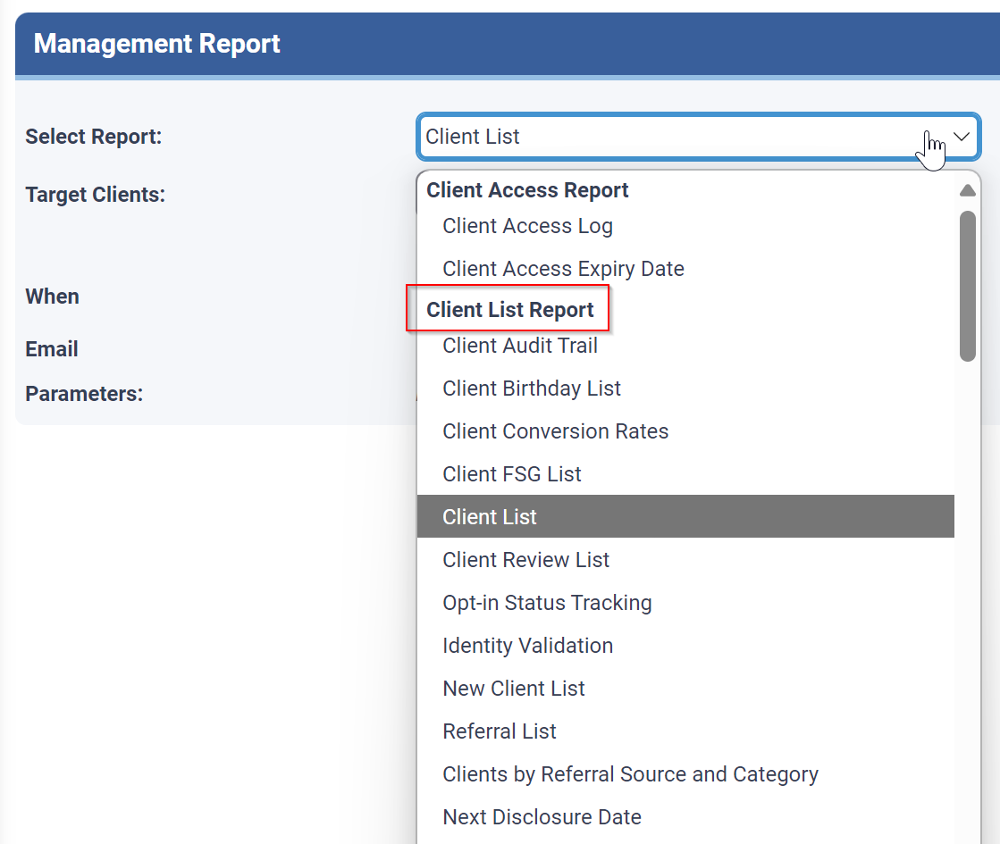 Management Report
Select Report:
Client List
Target Clients:
When
Email
Parameters:
Client Access Report
Client Access Log
Client Access Expiry Date
Client List Report
Client Audit Trail
Client Birthday List
Client Conversion Rates
Client FSG List
Client List
Client Review List
Opt-in Status Tracking
Identity Validation
New Client List
Referral List
Clients by Referral Source and Category
Next Disclosure Date